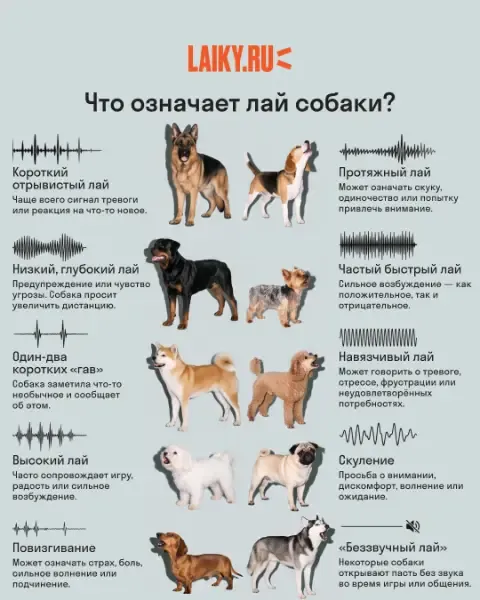 LAIKY.RU
Что означает лай собаки?
Короткий
отрывистый лай
Чаще всего сигнал тревоги
или реакция на что-то новое.
Протяжный лай
Может означать скуку,
одиночество или попытку
привлечь внимание.
Низкий, глубокий лай
Предупреждение или чувство
угрозы. Собака просит
увеличить дистанцию.
Частый быстрый лай
Сильное возбуждение — как
положительное, так и
отрицательное.
Один-два
коротких «гав»
Собака заметила что-то
необычное и сообщает
об этом.
Навязчивый лай
Может говорить о тревоге,
стрессе, фрустрации или
неудовлетворённых
потребностях.
Высокий лай
Часто сопровождает игру,
радость или сильное
возбуждение.
Скуление
Просьба о внимании,
дискомфорт, волнение или
ожидание.
Повизгивание
Может означать страх, боль,
сильное волнение или
подчинение.
«Беззвучный лай»
Некоторые собаки
открывают пасть без звука
во время игры или общения.